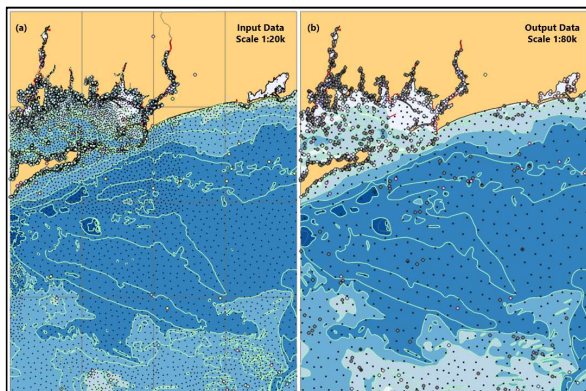 (a)
Input Data
Scale 1:20k
(b)
Output Data
Scale 1:80k